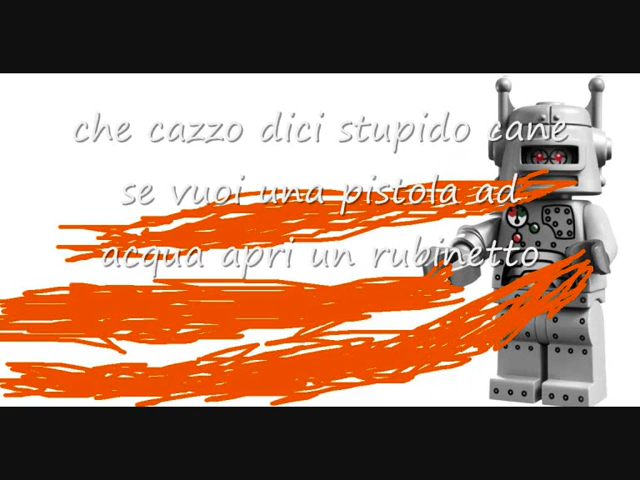 che cazzo dici stupido cane
se vuoi una pistola ad
acqua apri un rubinetto